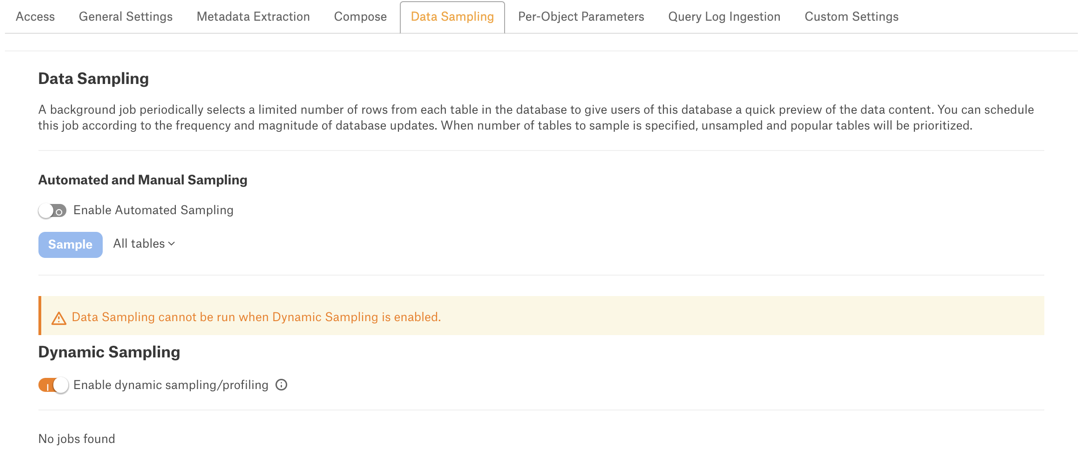 Access General Settings Metadata Extraction Compose Data Sampling Per-Object Parameters Query Log Ingestion Custom Settings
Data Sampling
A background job periodically selects a limited number of rows from each table in the database to give users of this database a quick preview of the data content. You can schedule
this job according to the frequency and magnitude of database updates. When number of tables to sample is specified, unsampled and popular tables will be prioritized.
Automated and Manual Sampling
Enable Automated Sampling
Sample All tables
Data Sampling cannot be run when Dynamic Sampling is enabled.
Dynamic Sampling
Enable dynamic sampling/profiling
No jobs found